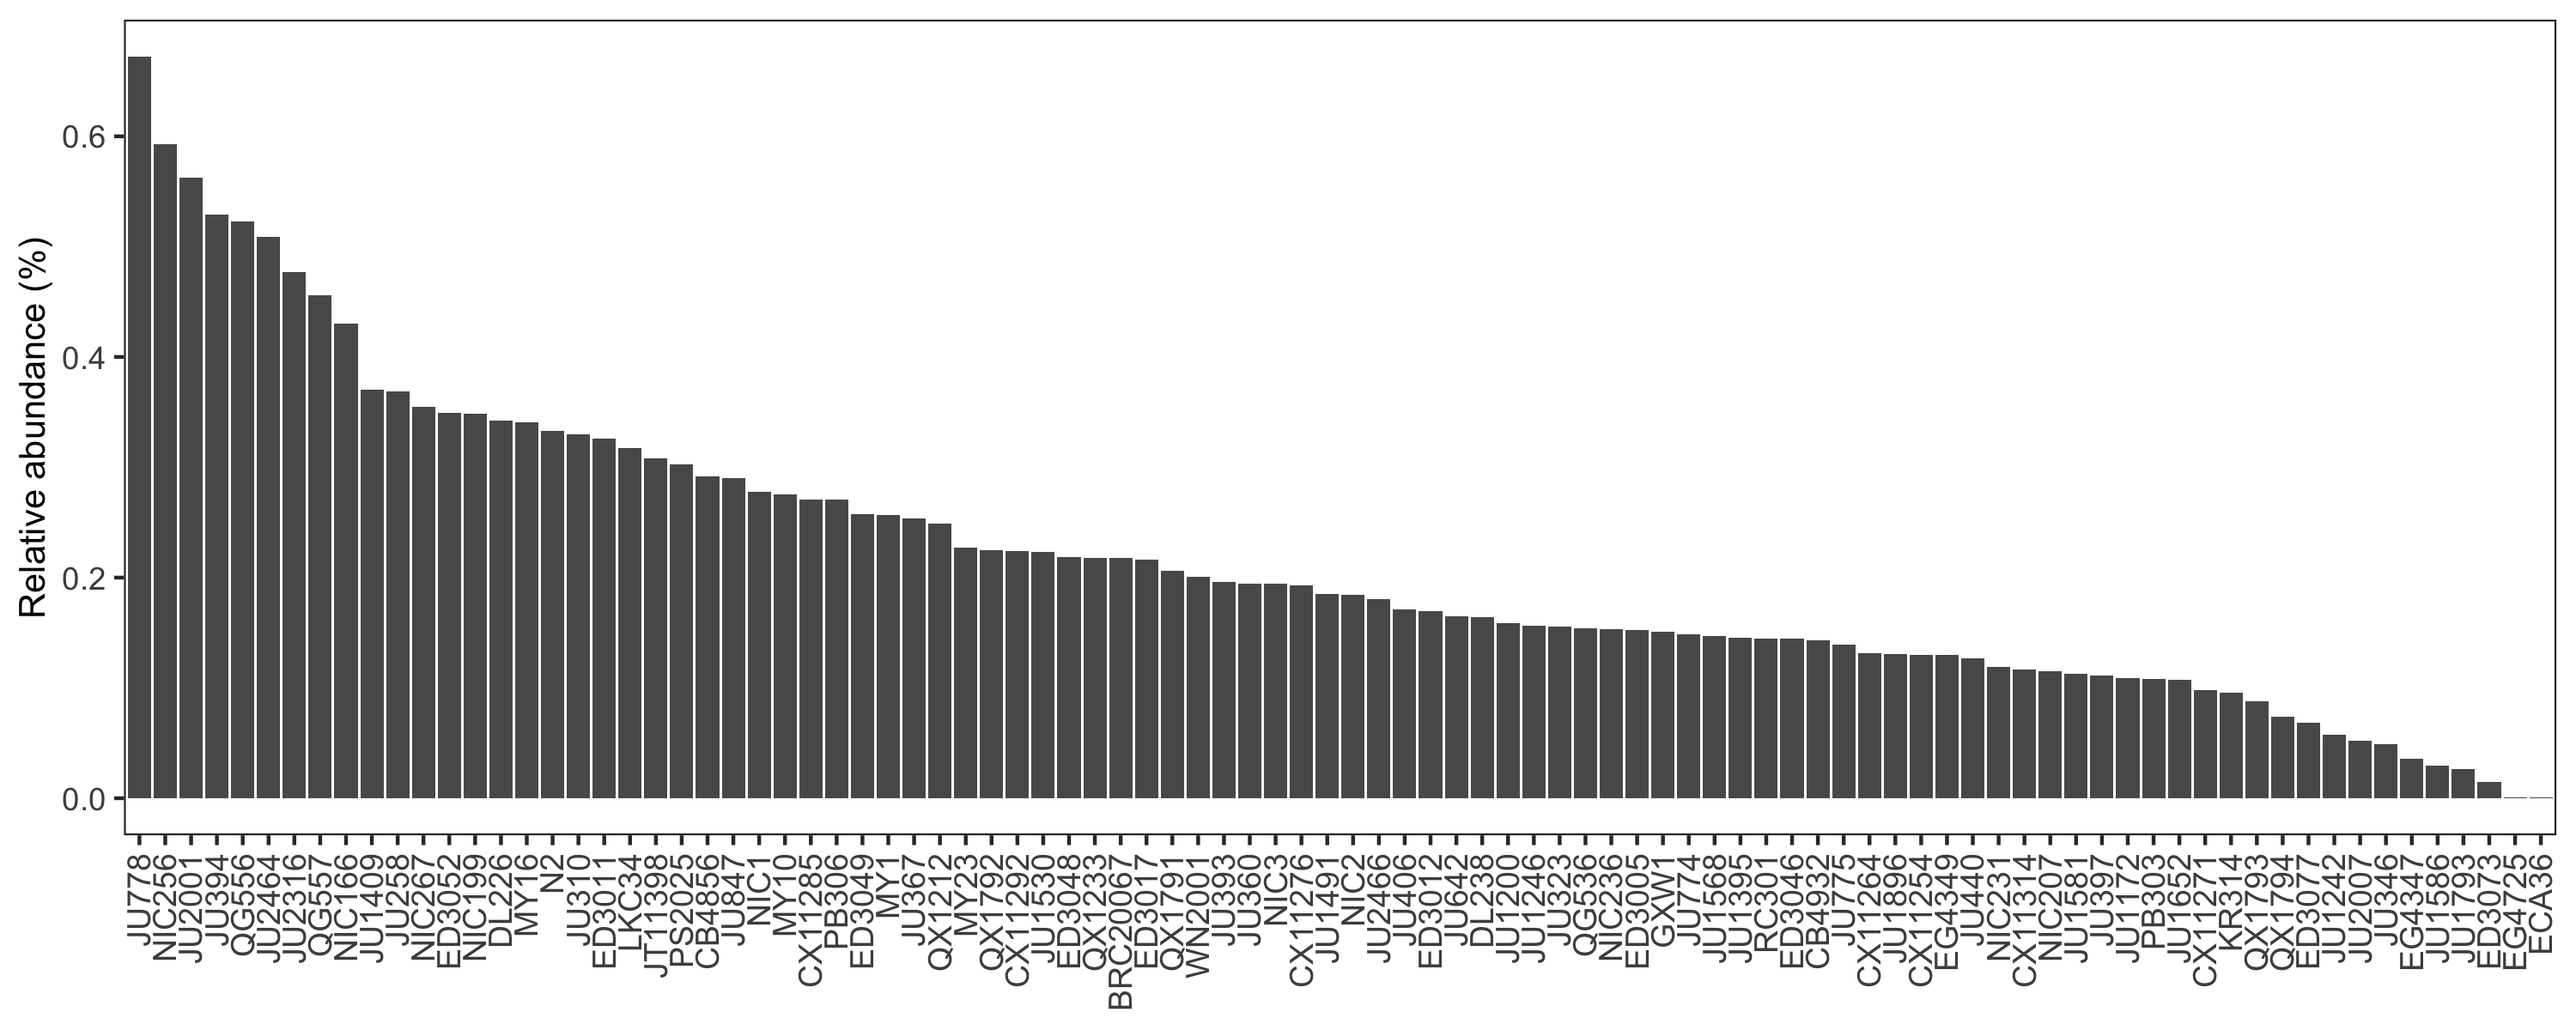 Relative abundance (%)
0.6
0.4
0.2
0.0
JU778
NIC256
JU2001
JU394
QG556
JU2464
JU2316
QG557
NIC166
JU1409
JU258
NIC267
ED3052
NIC199
DL226
MY16
N2
JU310
ED3011
LKC34
JT11398
PS2025
CB4856
JU847
NIC1
MY10
CX11285
PB306
ED3049
MY1
JU367
QX1212
MY23
QX1792
CX11292
JU1530
ED3048
QX1233
BRC20067
ED3017
QX1791
WN2001
JU393
JU360
NIC3
CX11276
JU1491
NIC2
JU2466
JU406
ED3012
JU642
DL238
JU1200
JU1246
JU323
QG536
NIC236
ED3005
GXW1
JU774
JU1568
JU1395
RC301
ED3046
CB4932
JU775
CX11264
JU1896
CX11254
EG4349
JU440
NIC231
CX11314
NIC207
JU1581
JU397
JU1172
PB303
JU1652
CX11271
KR314
QX1793
QX1794
ED3077
JU1242
JU2007
JU346
EG4347
JU1586
JU1793
ED3073
EG4725
ECA36